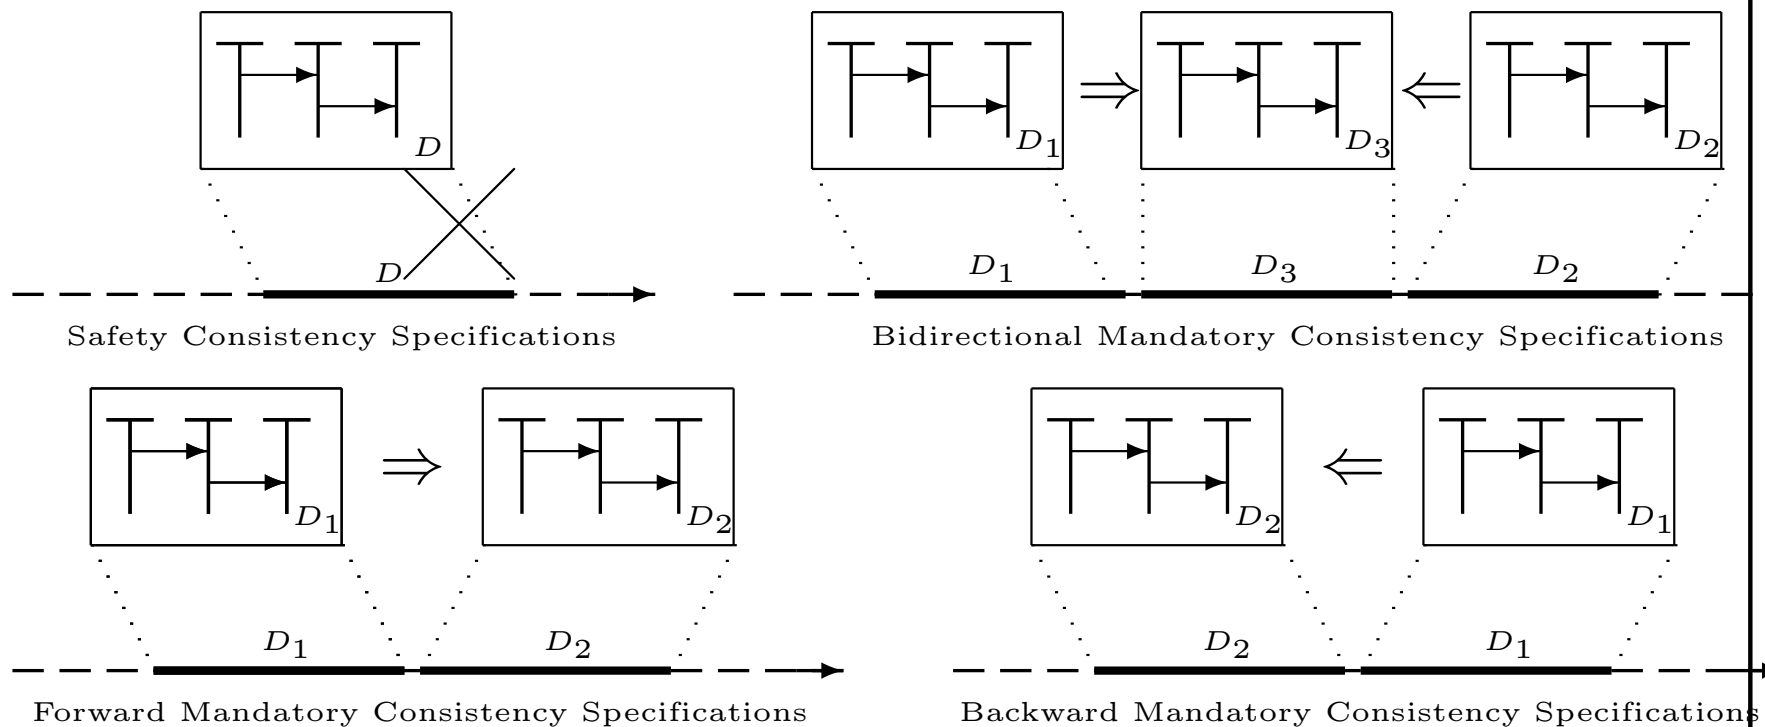 D
D
Safety Consistency Specifications
D1
D3
D2
D1
D3
D2
Bidirectional Mandatory Consistency Specifications
D1
D2
D1
D2
Forward Mandatory Consistency Specifications
D2
D1
D2
D1
Backward Mandatory Consistency Specifications